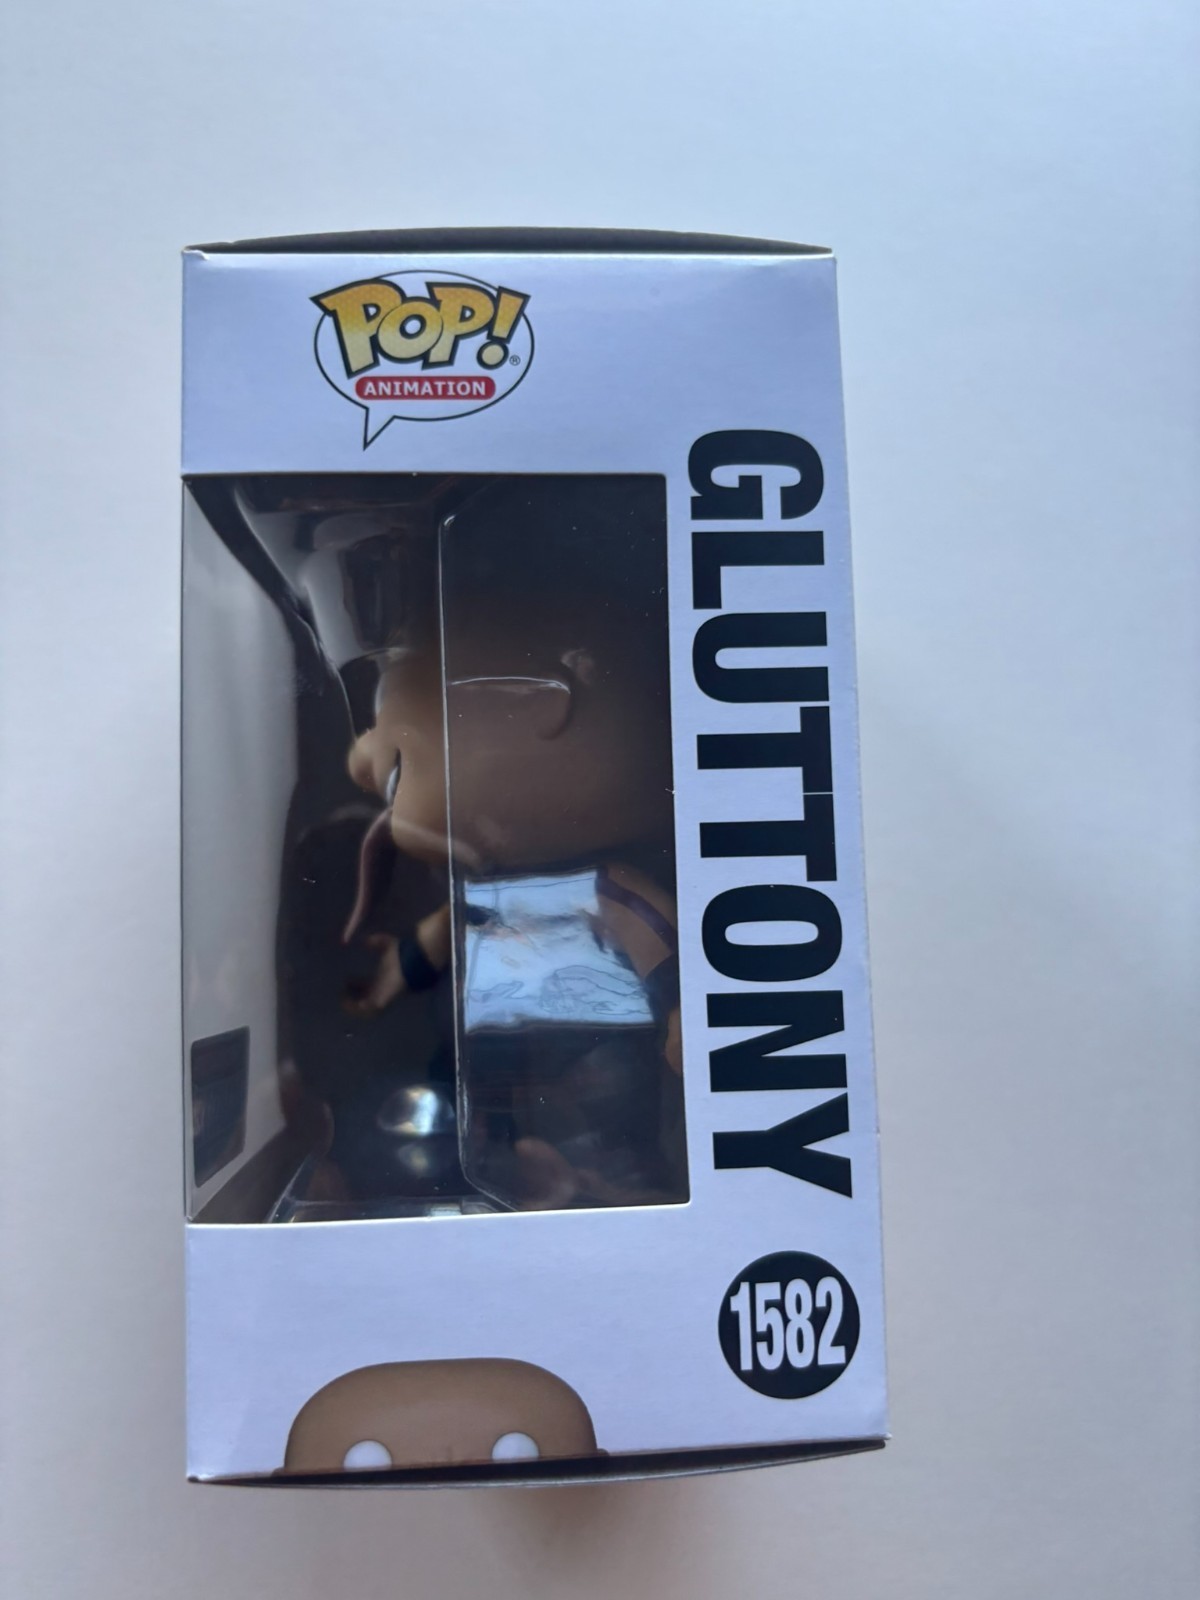 POP!®
ANIMATION
GLUTTONY
1582